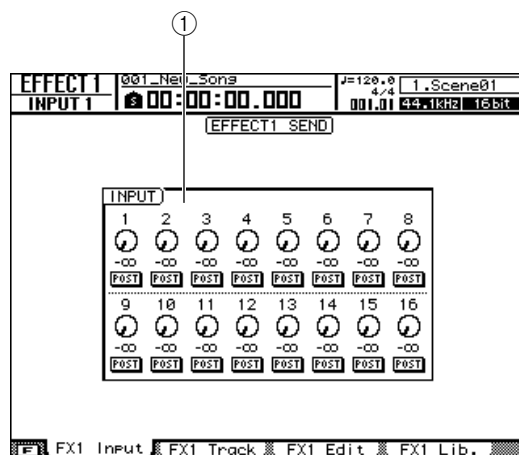 ①
EFFECT1 001_New_Song ♩=120.0 4/4 1.Scene01
INPUT 1 S 00:00:00.000 001.01 44.1kHz 16bit
EFFECT1 SEND
INPUT
1 2 3 4 5 6 7 8
-∞ -∞ -∞ -∞ -∞ -∞ -∞ -∞
POST POST POST POST POST POST POST POST
9 10 11 12 13 14 15 16
-∞ -∞ -∞ -∞ -∞ -∞ -∞ -∞
POST POST POST POST POST POST POST POST
F FX1 Input FX1 Track FX1 Edit FX1 Lib.